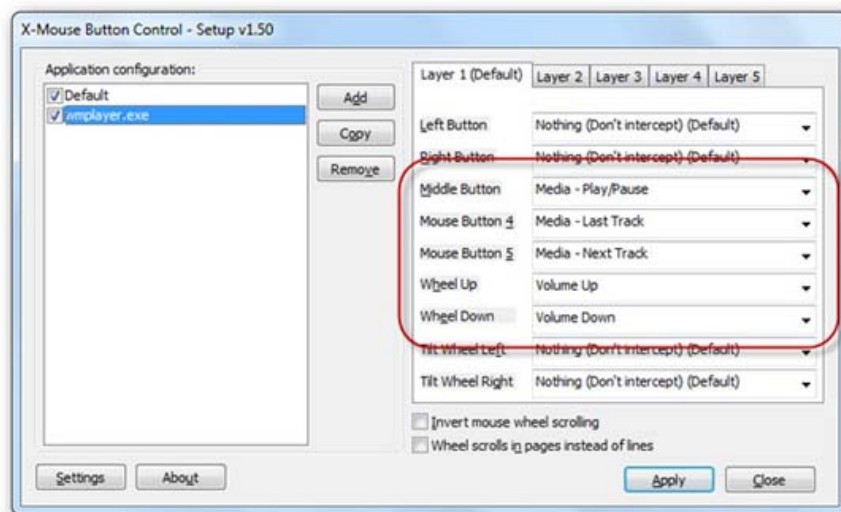 X-Mouse Button Control - Setup v1.50
Application configuration:
Default
wmplayer.exe
Add
Copy
Remove
Layer 1 (Default) Layer 2 Layer 3 Layer 4 Layer 5
Left Button Nothing (Don't intercept) (Default)
Right Button Nothing (Don't intercept) (Default)
Middle Button Media - Play/Pause
Mouse Button 4 Media - Last Track
Mouse Button 5 Media - Next Track
Wheel Up Volume Up
Wheel Down Volume Down
Tilt Wheel Left Nothing (Don't intercept) (Default)
Tilt Wheel Right Nothing (Don't intercept) (Default)
Invert mouse wheel scrolling
Wheel scrolls in pages instead of lines
Settings About Apply Close